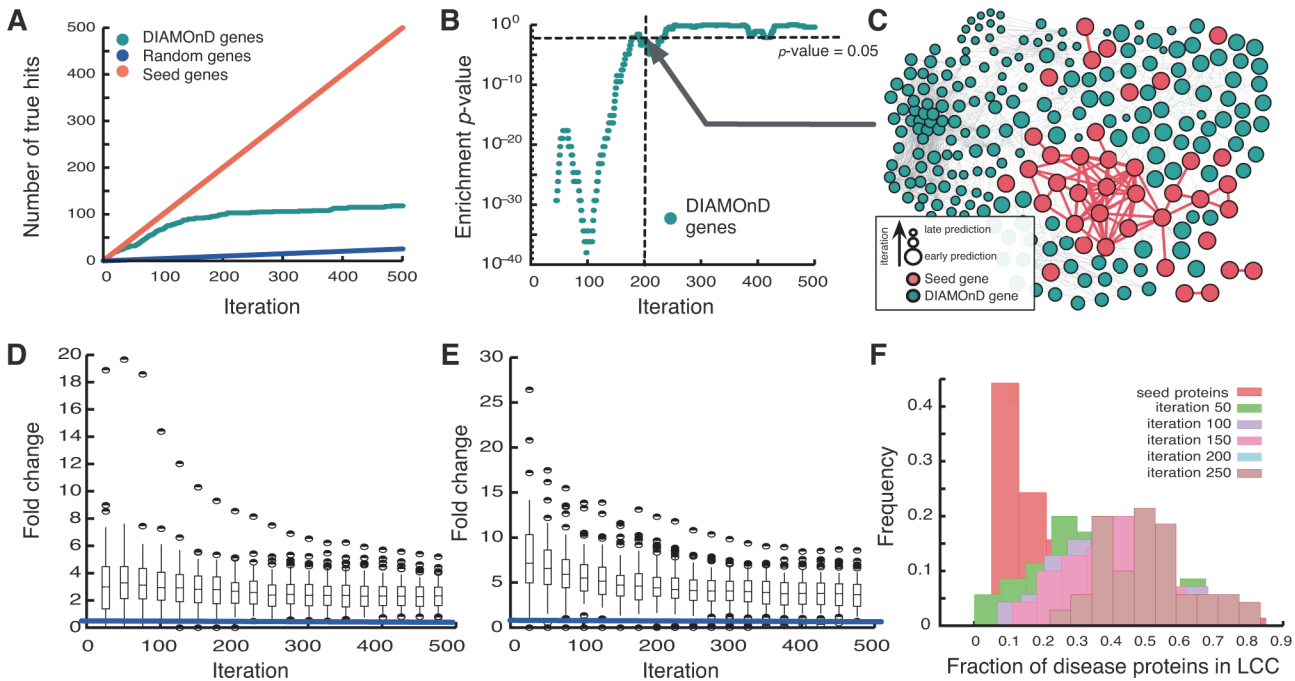 A
Number of true hits
500
400
300
200
100
0
0
100
200
300
400
500
Iteration
DIAMOnD genes
Random genes
Seed genes
B
Enrichment p-value
10⁰
10⁻⁵
10⁻¹⁰
10⁻²⁰
10⁻³⁰
10⁻⁴⁰
0
100
200
300
400
500
Iteration
p-value = 0.05
DIAMOnD
genes
C
iteration
late prediction
early prediction
Seed gene
DIAMOnD gene
D
Fold change
20
18
16
14
12
10
8
6
4
2
0
0
100
200
300
400
500
Iteration
E
Fold change
30
25
20
15
10
5
0
0
100
200
300
400
500
Iteration
F
Frequency
0.4
0.3
0.2
0.1
0
0
0.1
0.2
0.3
0.4
0.5
0.6
0.7
0.8
0.9
Fraction of disease proteins in LCC
seed proteins
iteration 50
iteration 100
iteration 150
iteration 200
iteration 250